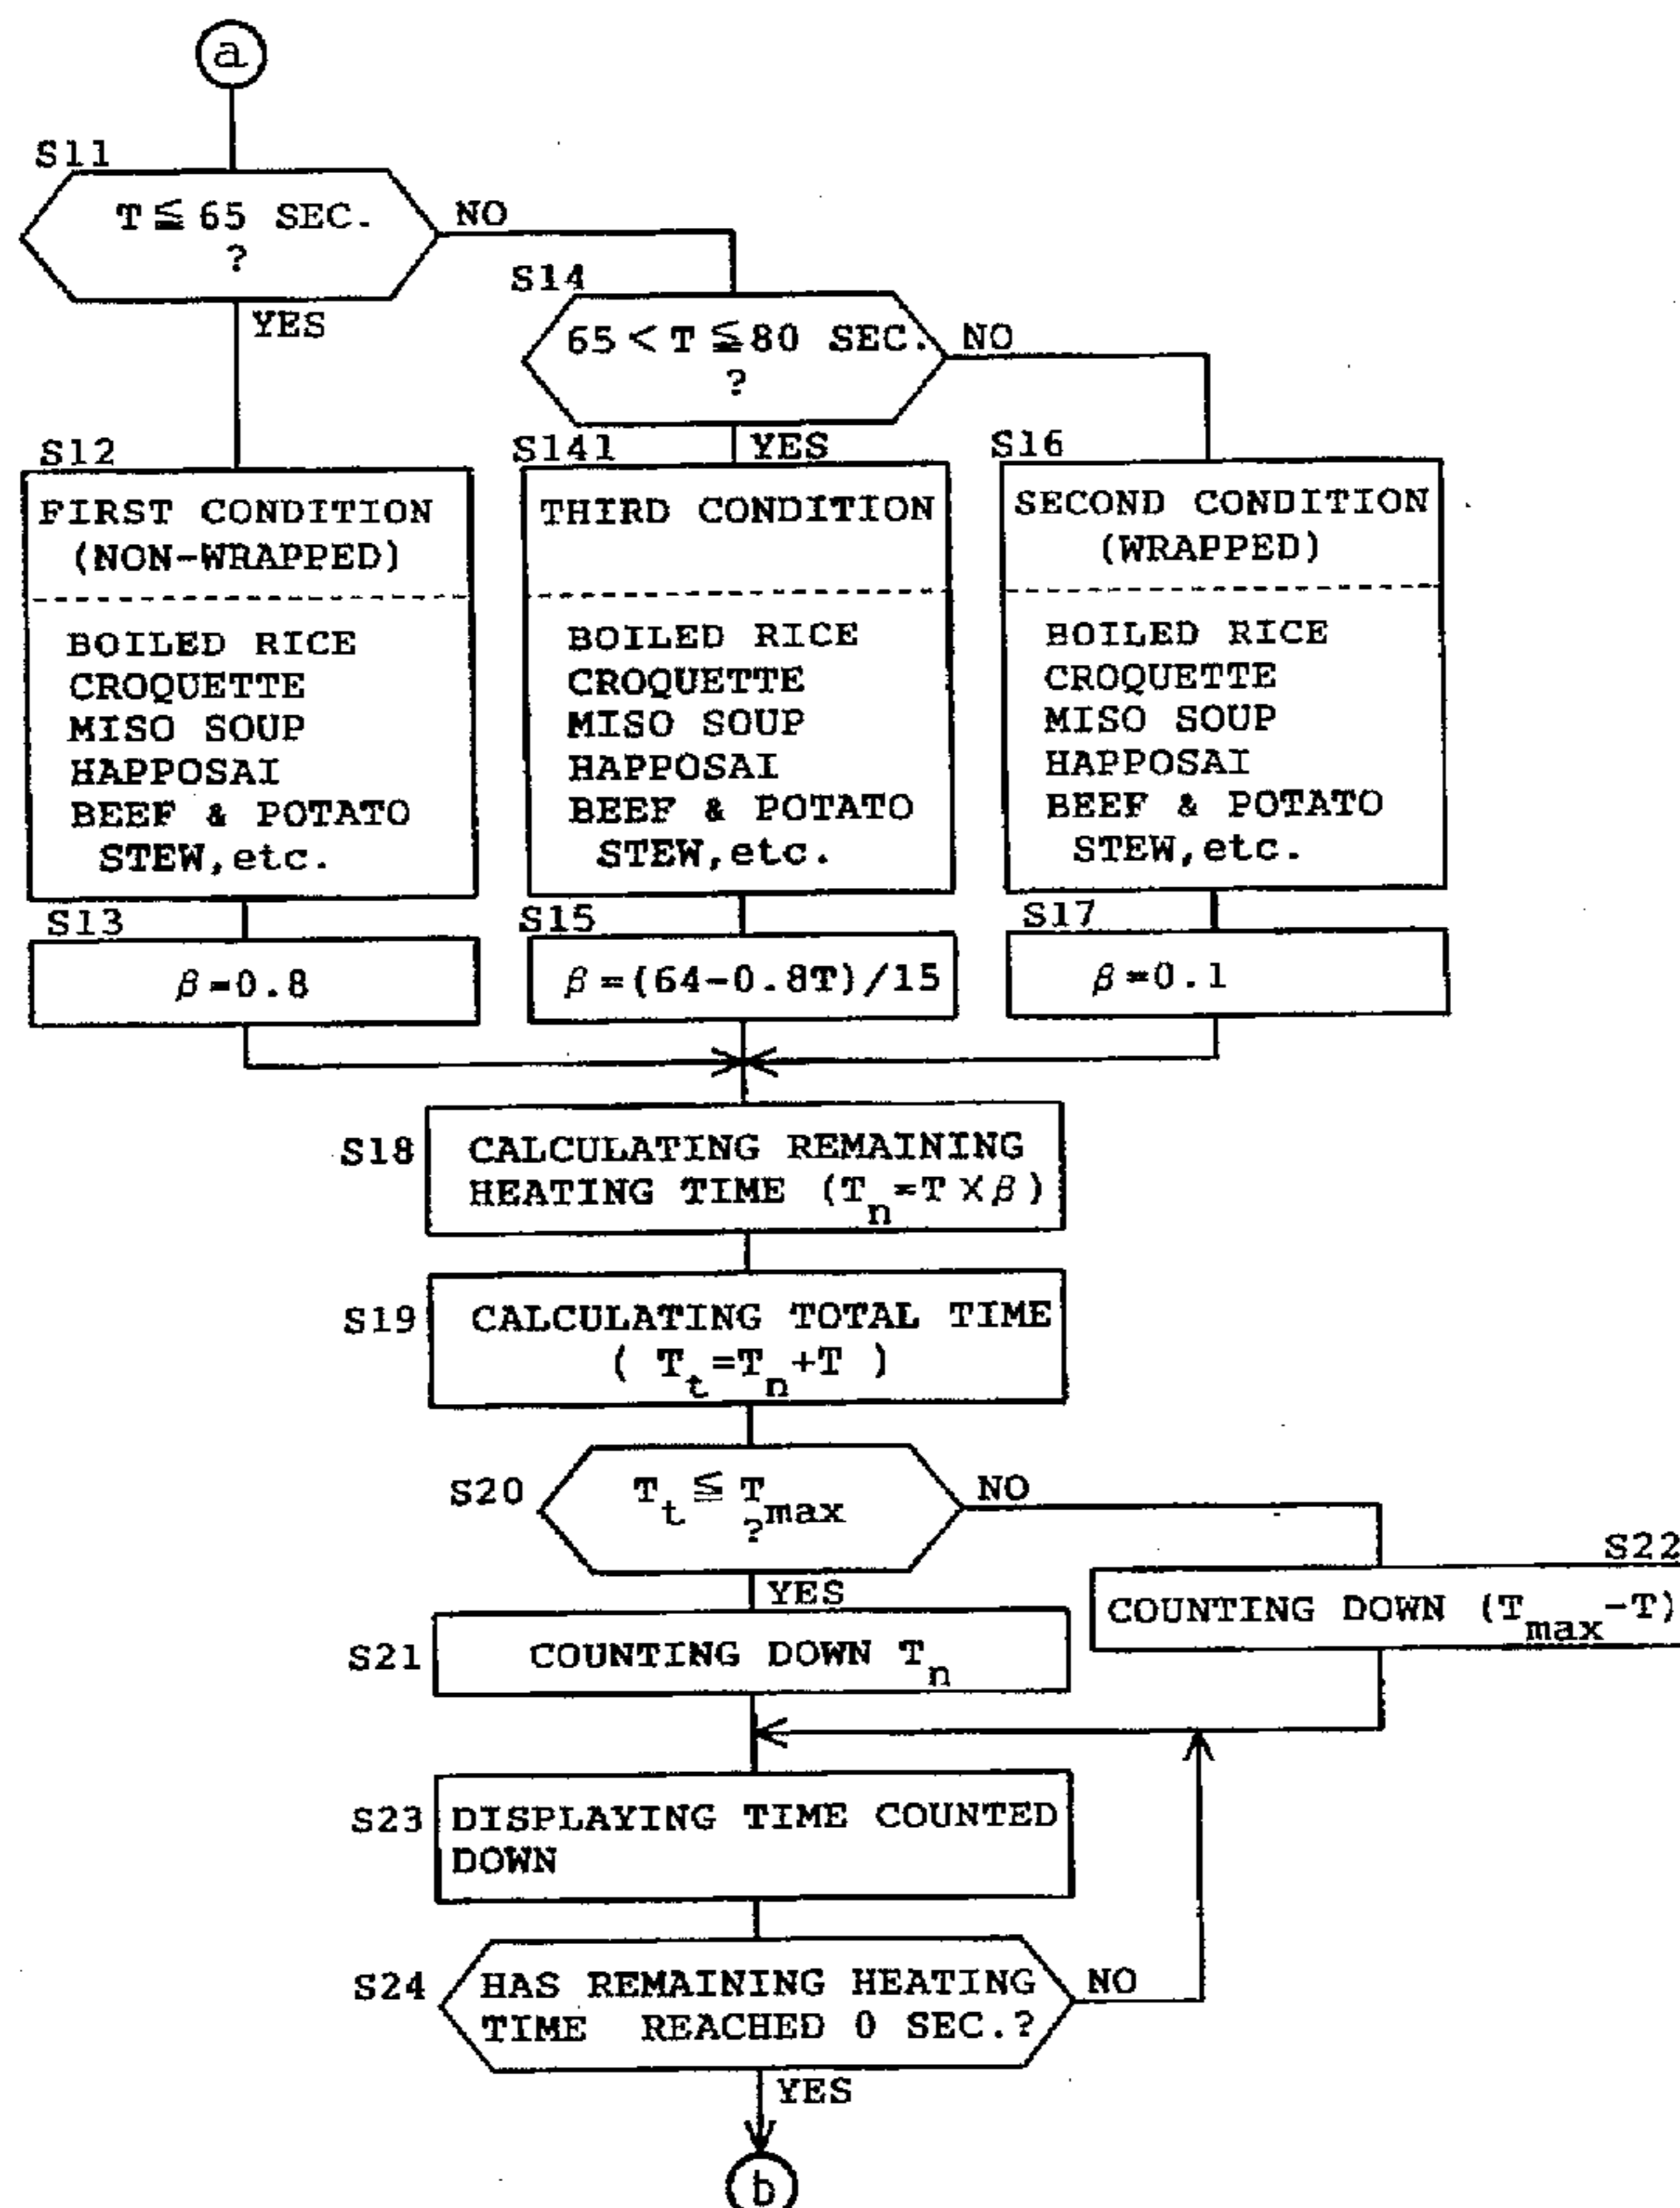 a
S11
T ≦ 65 SEC.
?
NO
YES
S14
65 < T ≦ 80 SEC.
?
NO
YES
S12
FIRST CONDITION
(NON-WRAPPED)
BOILED RICE
CROQUETTE
MISO SOUP
HAPPOSAI
BEEF & POTATO
STEW,etc.
S13
β=0.8
S141
THIRD CONDITION
BOILED RICE
CROQUETTE
MISO SOUP
HAPPOSAI
BEEF & POTATO
STEW,etc.
S15
β=(64-0.8T)/15
S16
SECOND CONDITION
(WRAPPED)
BOILED RICE
CROQUETTE
MISO SOUP
HAPPOSAI
BEEF & POTATO
STEW,etc.
S17
β=0.1
S18
CALCULATING REMAINING
HEATING TIME (Tn=T×β)
S19
CALCULATING TOTAL TIME
( Tt=Tn+T )
S20
Tt ≦ Tmax
?
NO
YES
S22
COUNTING DOWN (Tmax-T)
S21
COUNTING DOWN Tn
S23
DISPLAYING TIME COUNTED
DOWN
S24
HAS REMAINING HEATING
TIME REACHED 0 SEC.?
NO
YES
b